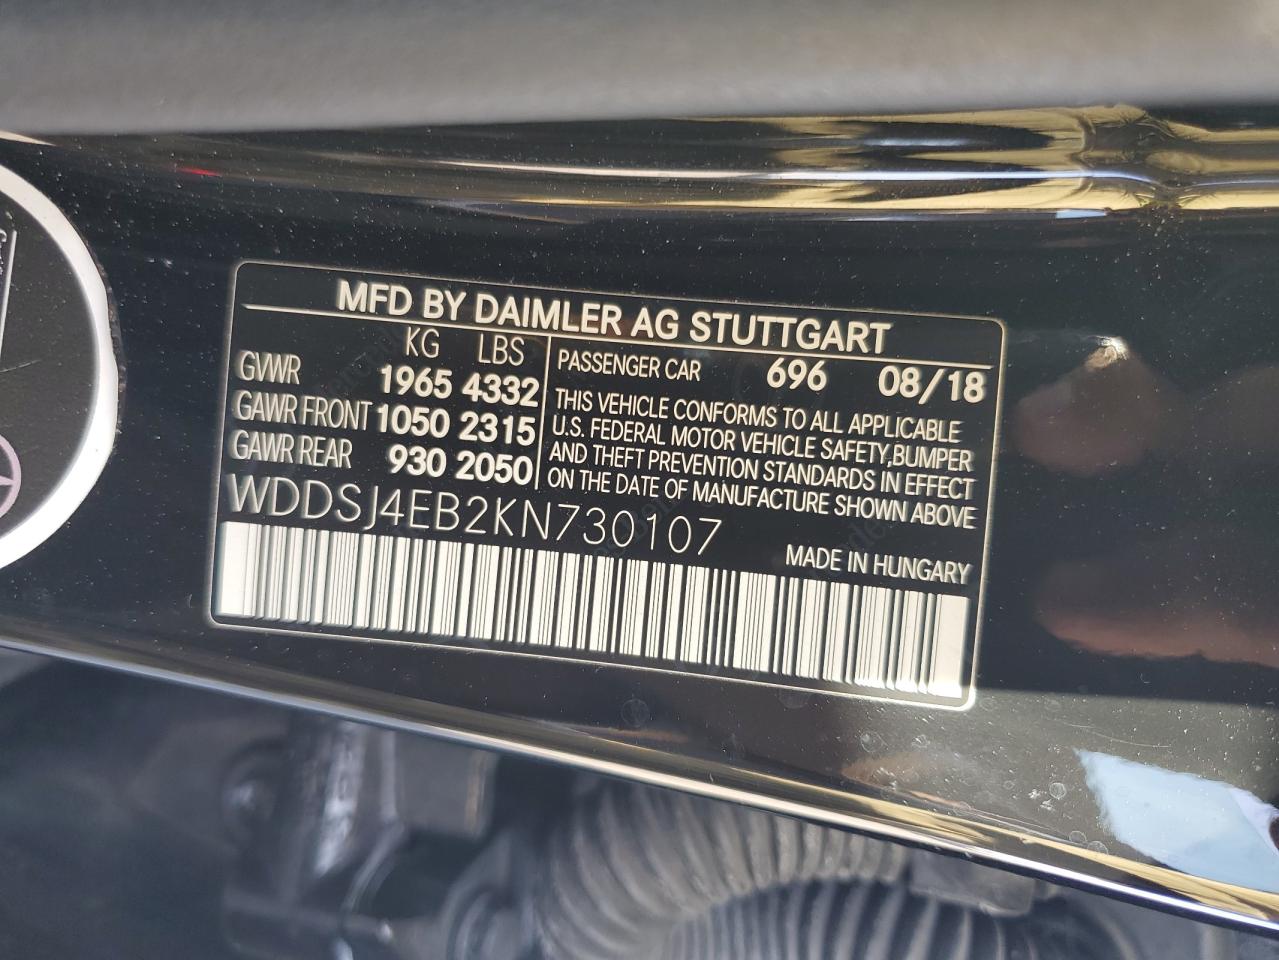 MFD BY DAIMLER AG STUTTGART
KG LBS
GVWR 1965 4332
GAWR FRONT 1050 2315
GAWR REAR 930 2050
PASSENGER CAR 696 08/18
THIS VEHICLE CONFORMS TO ALL APPLICABLE
U.S. FEDERAL MOTOR VEHICLE SAFETY,BUMPER
AND THEFT PREVENTION STANDARDS IN EFFECT
ON THE DATE OF MANUFACTURE SHOWN ABOVE
WDDSJ4EB2KN730107
MADE IN HUNGARY